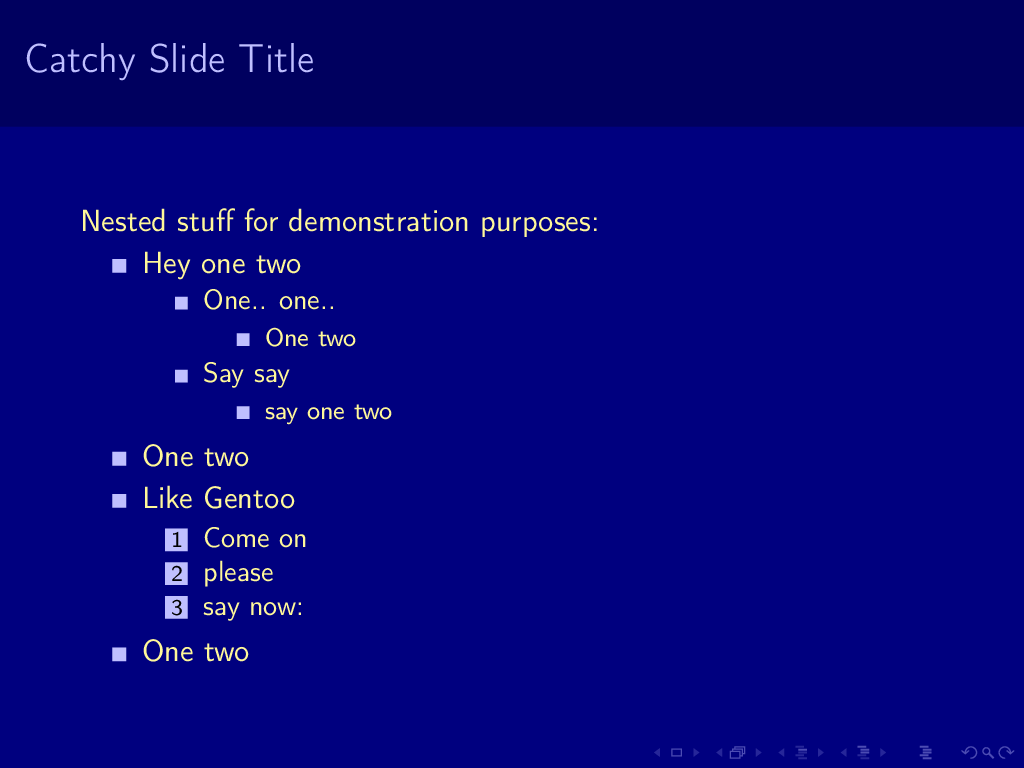 Catchy Slide Title
Nested stuff for demonstration purposes:
Hey one two
One.. one..
One two
Say say
say one two
One two
Like Gentoo
1 Come on
2 please
3 say now:
One two